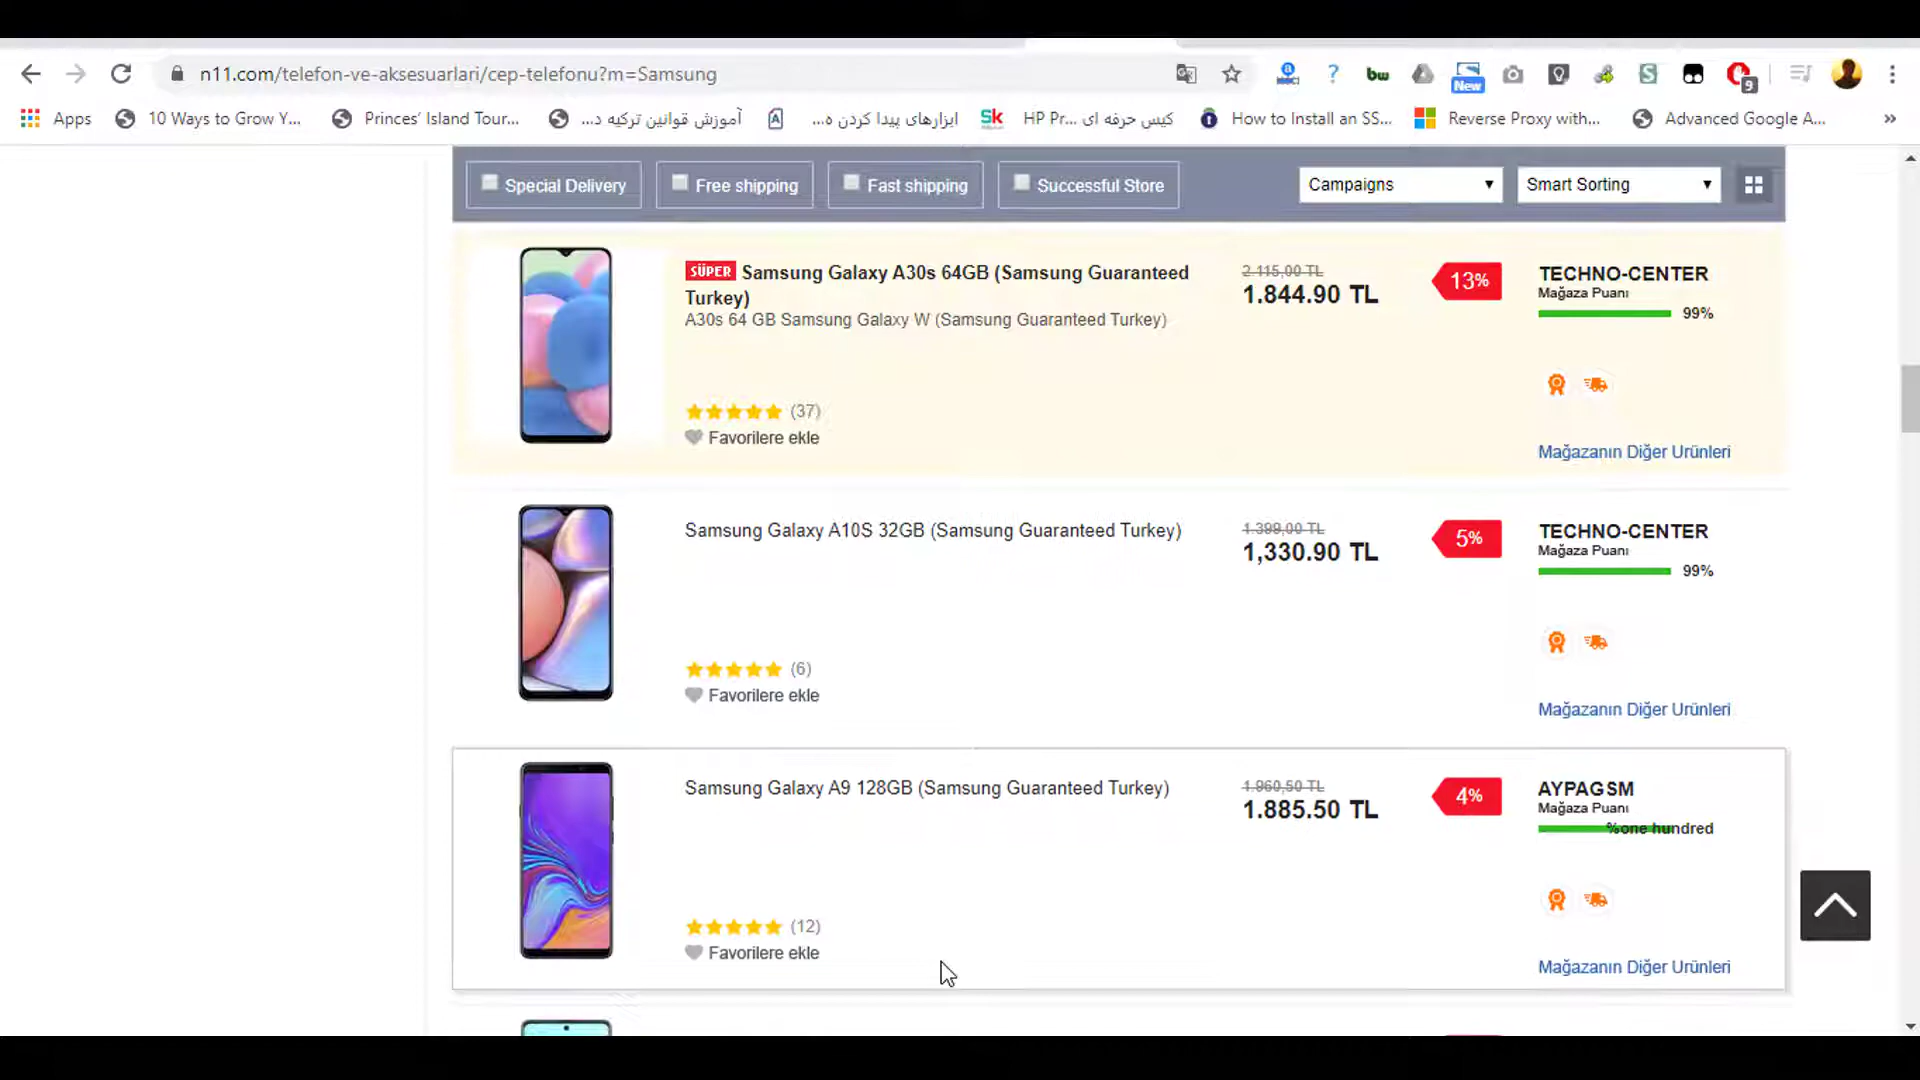 n11.com/telefon-ve-aksesuarlari/cep-telefonu?m=Samsung
New
9
Apps
10 Ways to Grow Y...
Princes' Island Tour...
آموزش قوانین ترکیه د...
ابزارهای پیدا کردن ه...
Sk
کیس حرفه ای HP Pr...
How to Install an SS...
Reverse Proxy with...
Advanced Google A...
Special Delivery
Free shipping
Fast shipping
Successful Store
Campaigns
Smart Sorting
SÜPER Samsung Galaxy A30s 64GB (Samsung Guaranteed
Turkey)
A30s 64 GB Samsung Galaxy W (Samsung Guaranteed Turkey)
(37)
Favorilere ekle
2.115,00 TL
1.844.90 TL
13%
TECHNO-CENTER
Mağaza Puanı
99%
Mağazanın Diğer Ürünleri
Samsung Galaxy A10S 32GB (Samsung Guaranteed Turkey)
(6)
Favorilere ekle
1.399,00 TL
1,330.90 TL
5%
TECHNO-CENTER
Mağaza Puanı
99%
Mağazanın Diğer Ürünleri
Samsung Galaxy A9 128GB (Samsung Guaranteed Turkey)
(12)
Favorilere ekle
1.960,50 TL
1.885.50 TL
4%
AYPAGSM
Mağaza Puanı
%one hundred
Mağazanın Diğer Ürünleri